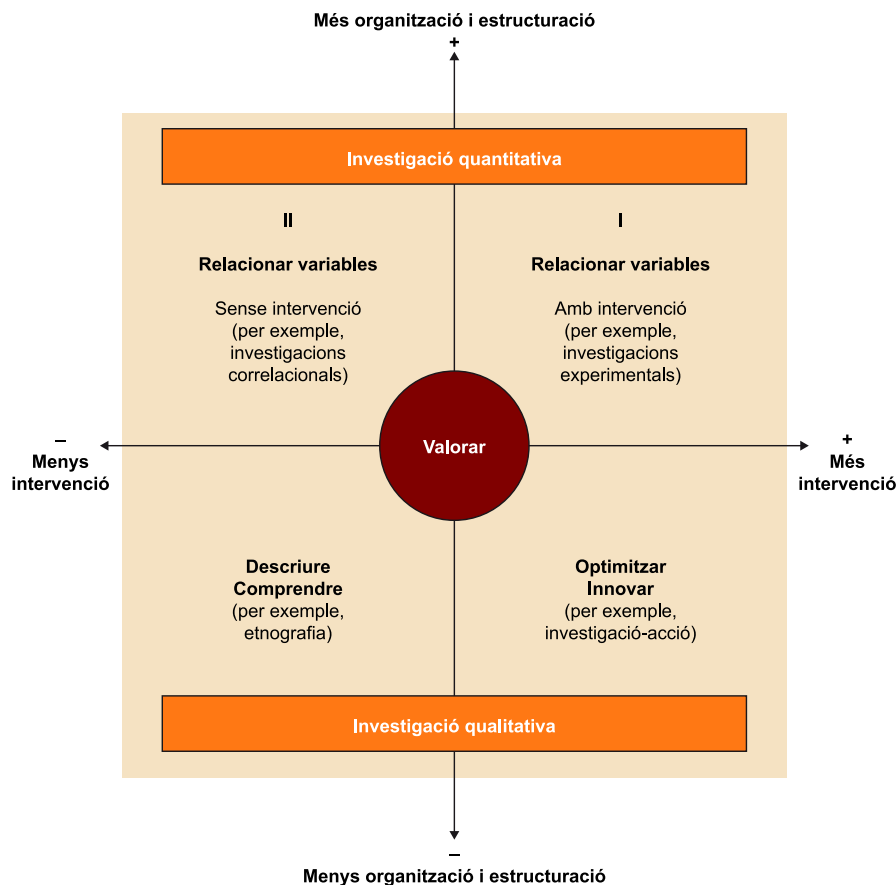 Més organització i estructuració
+
Investigació quantitativa
II
Relacionar variables
Sense intervenció
(per exemple,
investigacions
correlacionals)
I
Relacionar variables
Amb intervenció
(per exemple,
investigacions
experimentals)
–
Menys
intervenció
Valorar
+
Més
intervenció
Descriure
Comprendre
(per exemple,
etnografia)
Optimitzar
Innovar
(per exemple,
investigació-acció)
Investigació qualitativa
–
Menys organització i estructuració